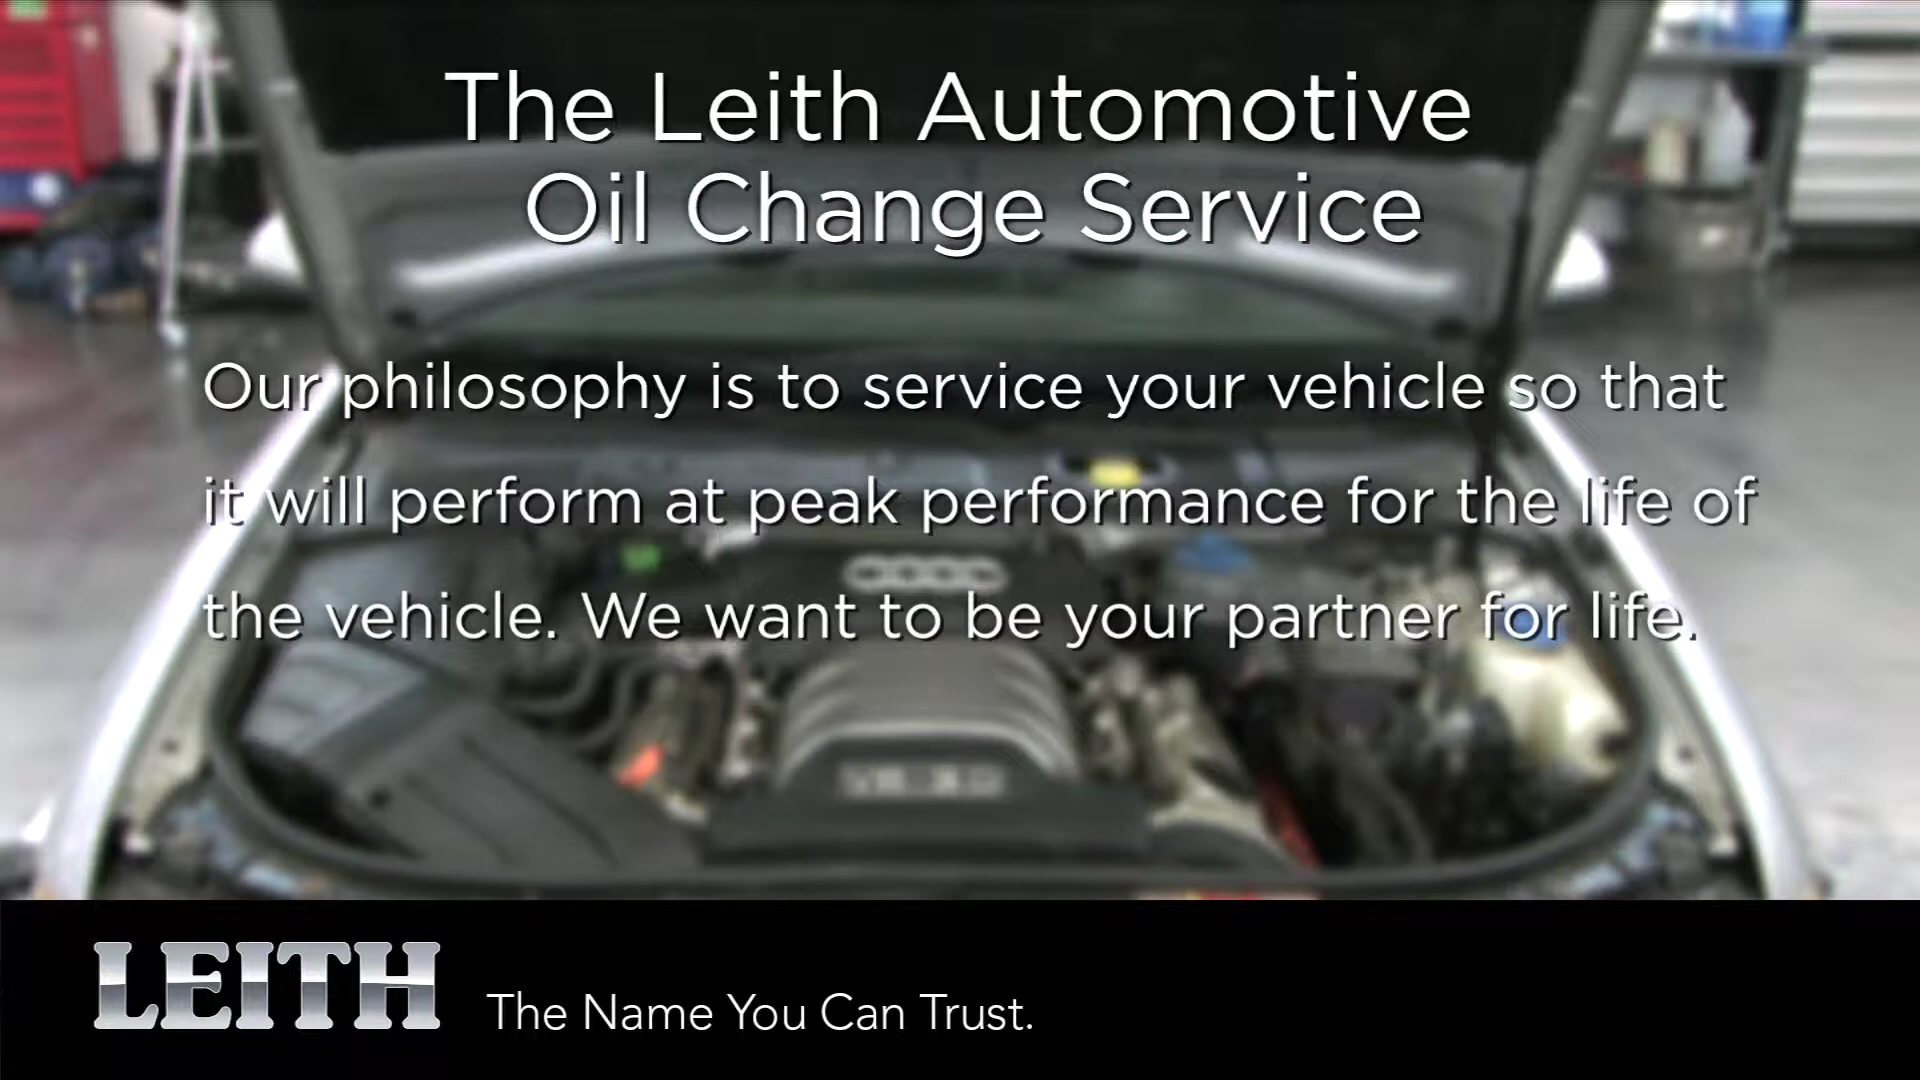 The Leith Automotive
Oil Change Service
Our philosophy is to service your vehicle so that
it will perform at peak performance for the life of
the vehicle. We want to be your partner for life.
LEITH
The Name You Can Trust.